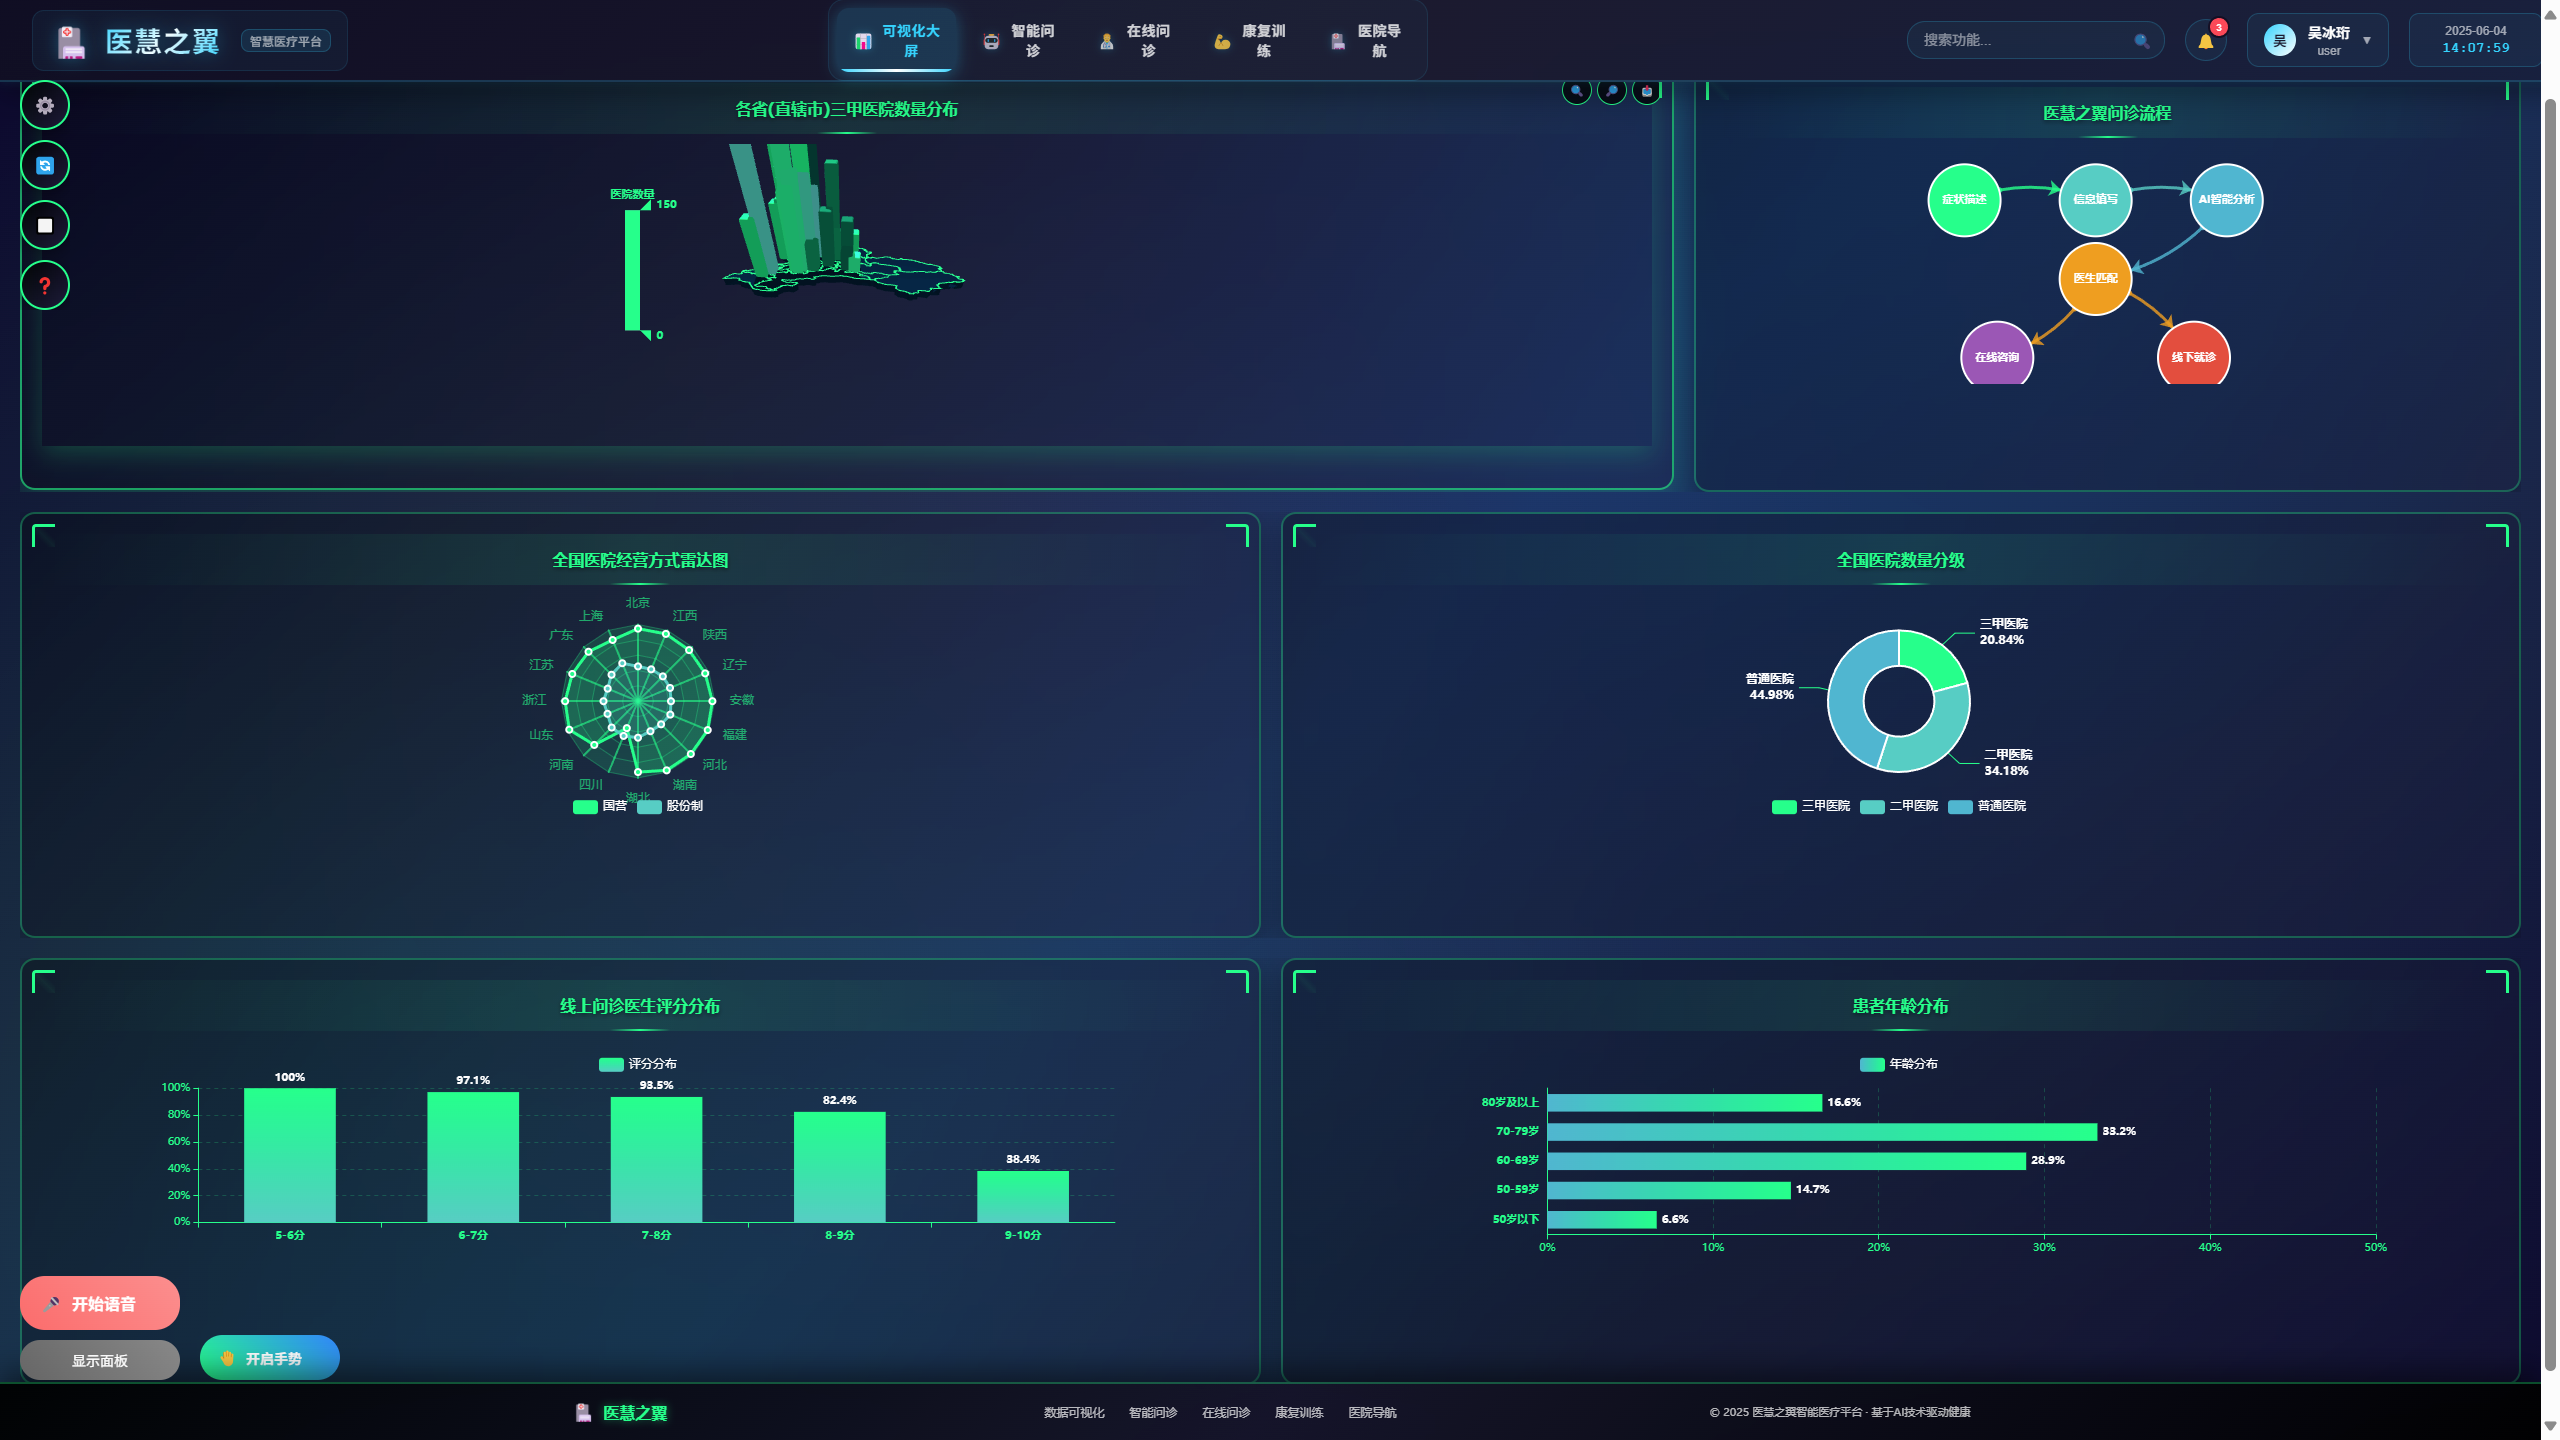 医慧之翼
智慧医疗平台
可视化大
屏
智能问
诊
在线问
诊
康复训
练
医院导
航
搜索功能...
3
吴
吴冰珩
user
▼
2025-06-04
14:07:59
各省(直辖市)三甲医院数量分布
医院数量
150
0
医慧之翼问诊流程
症状描述
信息填写
AI智能分析
医生匹配
在线咨询
线下就诊
全国医院经营方式雷达图
北京
上海
江西
广东
陕西
江苏
辽宁
浙江
安徽
山东
福建
河南
河北
四川
湖南
湖北
国营
股份制
全国医院数量分级
三甲医院
20.84%
普通医院
44.98%
二甲医院
34.18%
三甲医院
二甲医院
普通医院
线上问诊医生评分分布
评分分布
100%
80%
60%
40%
20%
0%
100%
97.1%
93.5%
82.4%
38.4%
5-6分
6-7分
7-8分
8-9分
9-10分
患者年龄分布
年龄分布
80岁及以上
16.6%
70-79岁
33.2%
60-69岁
28.9%
50-59岁
14.7%
50岁以下
6.6%
0%
10%
20%
30%
40%
50%
开始语音
显示面板
开启手势
医慧之翼
数据可视化
智能问诊
在线问诊
康复训练
医院导航
© 2025 医慧之翼智能医疗平台 · 基于AI技术驱动健康